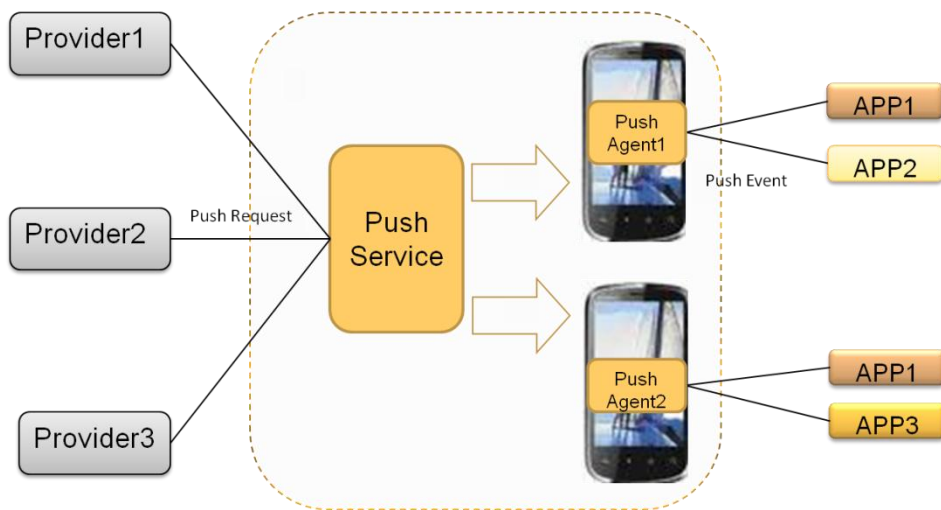 Provider1
Provider2
Provider3
Push Request
Push
Service
Push
Agent1
Push Event
APP1
APP2
Push
Agent2
APP1
APP3